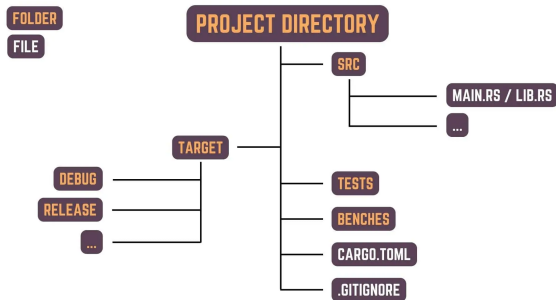 FOLDER
FILE
PROJECT DIRECTORY
SRC
MAIN.RS / LIB.RS
...
TARGET
DEBUG
RELEASE
...
TESTS
BENCHES
CARGO.TOML
.GITIGNORE